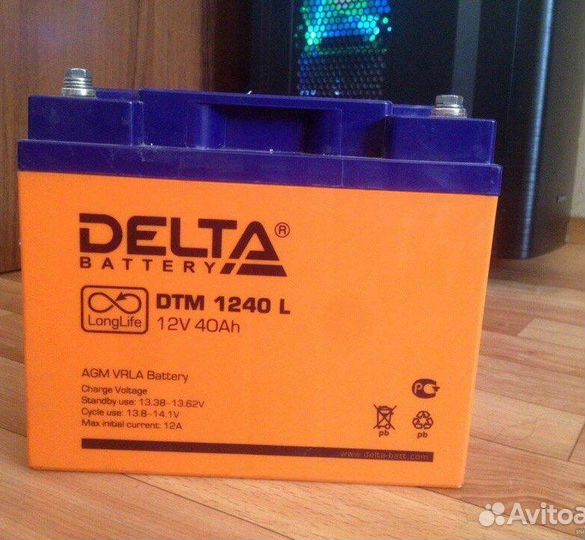 DELTA®
BATTERY
LongLife
DTM 1240 L
12V 40Ah
AGM VRLA Battery
Charge Voltage
Standby use: 13.38-13.62V
Cycle use: 13.8-14.1V
Max initial current: 12A
pb
pb
www.delta-batt.com
Avito